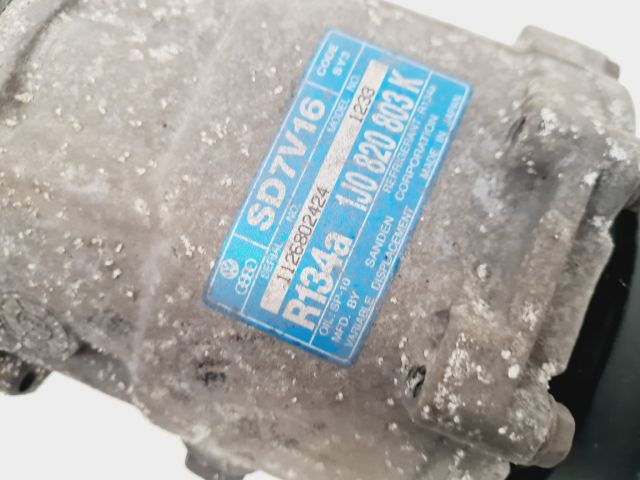 SD7V16 CODE SY3
SERIAL NO. MODEL NO.
1126802424 1233
R134a 1J0 820 803 K
OIL:SP-10 REFRIGERANT:R134a
MFD. BY SANDEN CORPORATION
VARIABLE DISPLACEMENT MADE IN JAPAN